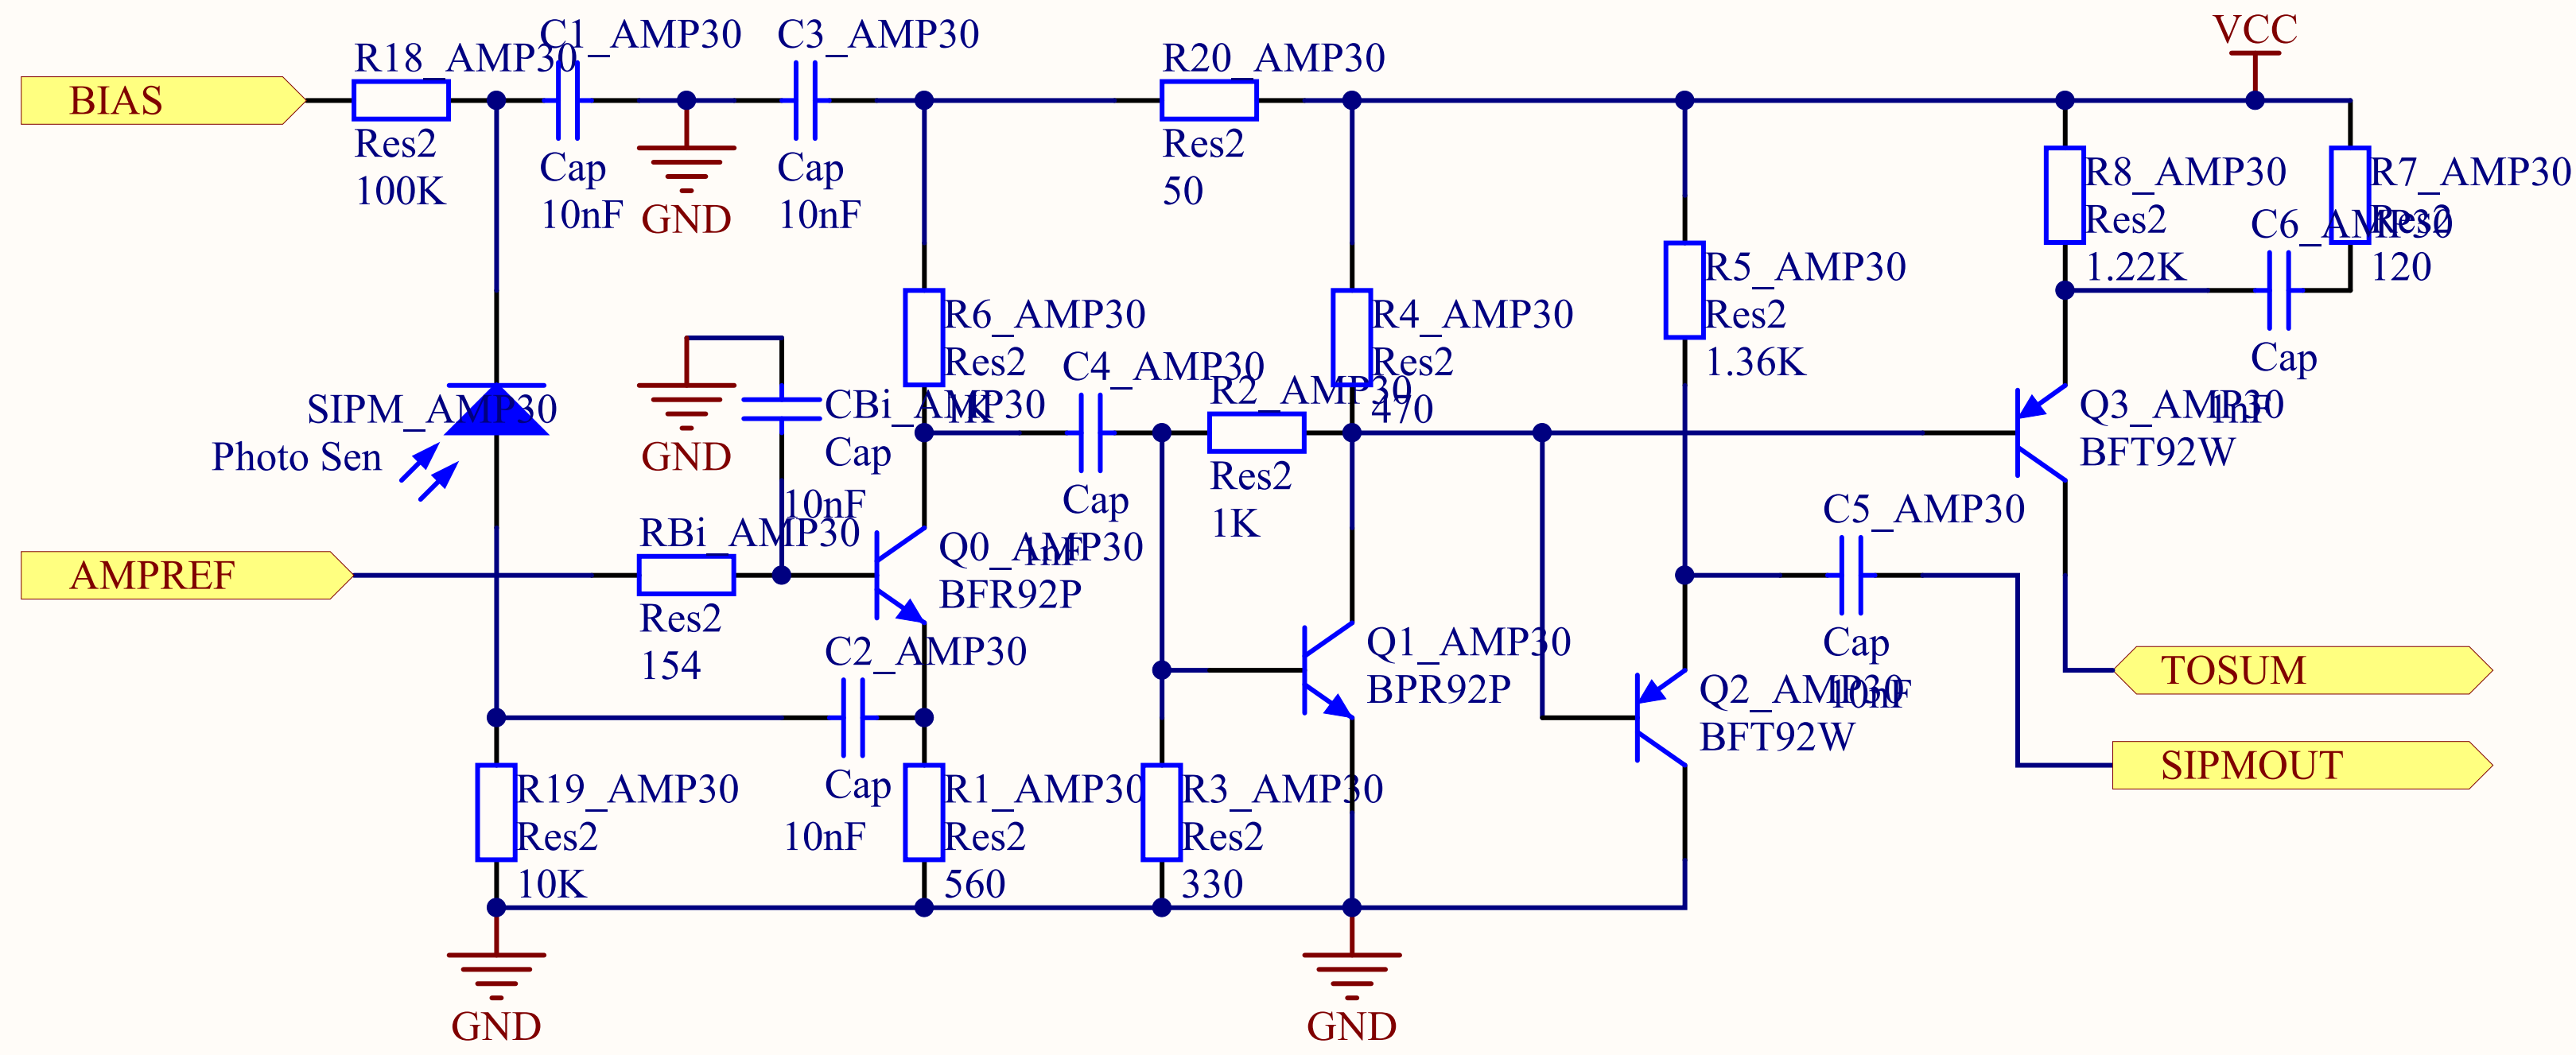 VCC
C1_AMP30
C3_AMP30
R18_AMP30
R20_AMP30
BIAS
Res2
100K
Cap
10nF
GND
Cap
10nF
Res2
50
R8_AMP30
Res2
1.22K
R7_AMP30
Res2
120
C6_AMP30
Cap
1nF
R5_AMP30
Res2
1.36K
R6_AMP30
Res2
1K
R4_AMP30
Res2
470
C4_AMP30
Cap
1nF
R2_AMP30
Res2
1K
SIPM_AMP30
Photo Sen
GND
CBi_AMP30
Cap
10nF
Q3_AMP30
BFT92W
C5_AMP30
Cap
10nF
RBi_AMP30
Res2
154
AMPREF
Q0_AMP30
BFR92P
C2_AMP30
Cap
10nF
Q1_AMP30
BPR92P
Q2_AMP30
BFT92W
TOSUM
SIPMOUT
R19_AMP30
Res2
10K
R1_AMP30
Res2
560
R3_AMP30
Res2
330
GND
GND